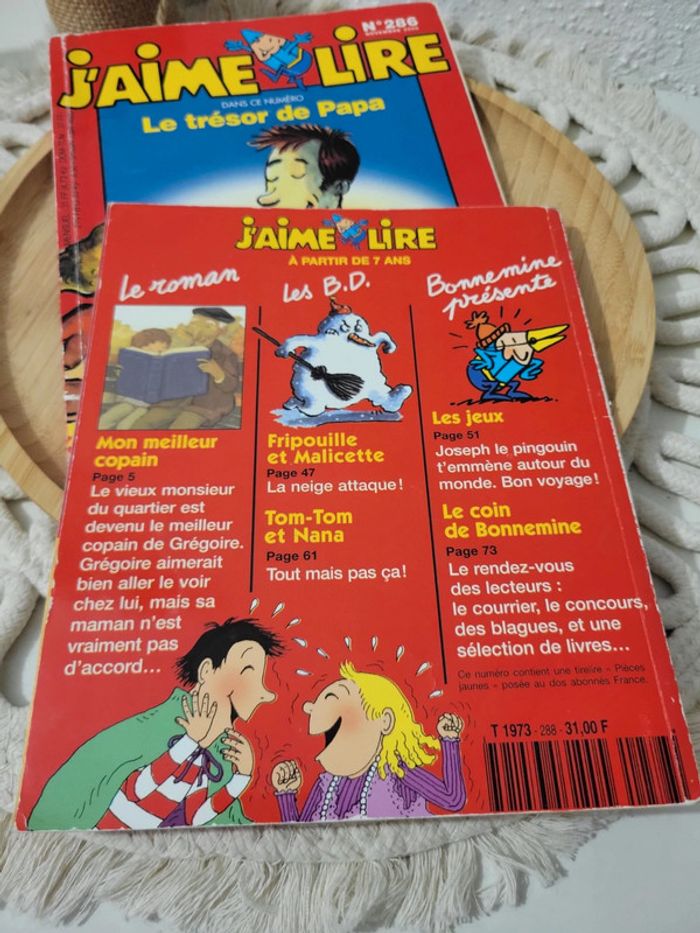 N°286
NOVEMBRE 2000
J'AIME LIRE
DANS CE NUMÉRO
Le trésor de Papa
J'AIME LIRE
À PARTIR DE 7 ANS
Le roman
Mon meilleur
copain
Page 5
Le vieux monsieur
du quartier est
devenu le meilleur
copain de Grégoire.
Grégoire aimerait
bien aller le voir
chez lui, mais sa
maman n'est
vraiment pas
d'accord...
Les B.D.
Fripouille
et Malicette
Page 47
La neige attaque !
Tom-Tom
et Nana
Page 61
Tout mais pas ça !
Bonnemine
présente
Les jeux
Page 51
Joseph le pingouin
t'emmène autour du
monde. Bon voyage !
Le coin
de Bonnemine
Page 73
Le rendez-vous
des lecteurs :
le courrier, le concours,
des blagues, et une
sélection de livres...
Ce numéro contient une tirelire - Pièces
jaunes - posée au dos abonnés France.
T 1973 - 288 - 31,00 F